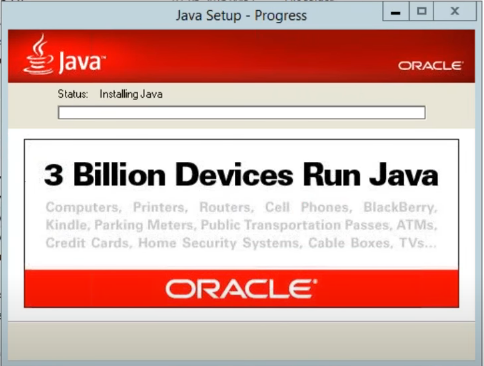 Java Setup - Progress
Java™
ORACLE
Status: Installing Java
3 Billion Devices Run Java
Computers, Printers, Routers, Cell Phones, BlackBerry,
Kindle, Parking Meters, Public Transportation Passes, ATMs,
Credit Cards, Home Security Systems, Cable Boxes, TVs...
ORACLE